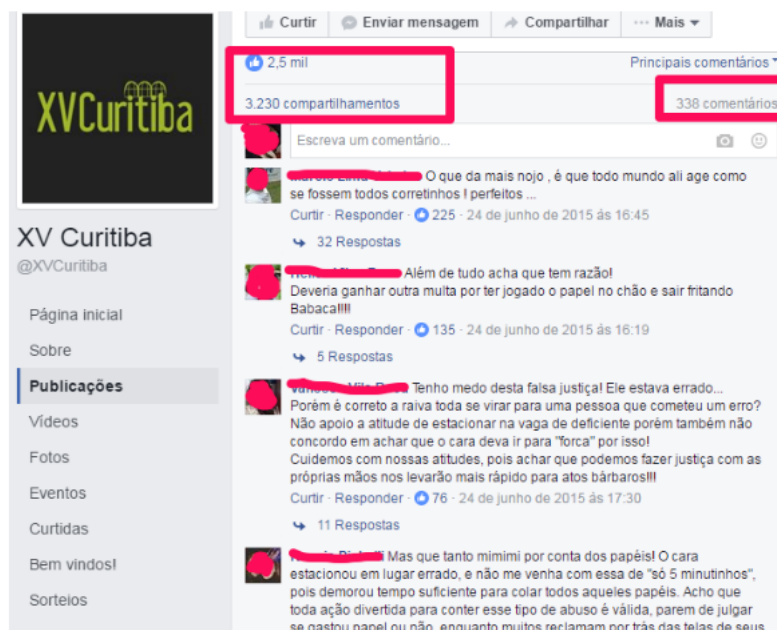 Curtir
Enviar mensagem
Compartilhar
Mais
2,5 mil
Principais comentários
3.230 compartilhamentos
338 comentários
Escreva um comentário...
XVCuritiba
XV Curitiba
@XVCuritiba
Página inicial
Sobre
Publicações
Vídeos
Fotos
Eventos
Curtidas
Bem vindos!
Sorteios
O que da mais nojo , é que todo mundo ali age como
se fossem todos corretinhos ! perfeitos ...
Curtir · Responder · 225 · 24 de junho de 2015 às 16:45
32 Respostas
Além de tudo acha que tem razão!
Deveria ganhar outra multa por ter jogado o papel no chão e sair fritando
Babaca!!!!
Curtir · Responder · 135 · 24 de junho de 2015 às 16:19
5 Respostas
Tenho medo desta falsa justiça! Ele estava errado...
Porém é correto a raiva toda se virar para uma pessoa que cometeu um erro?
Não apoio a atitude de estacionar na vaga de deficiente porém também não
concordo em achar que o cara deva ir para "forca" por isso!
Cuidemos com nossas atitudes, pois achar que podemos fazer justiça com as
próprias mãos nos levarão mais rápido para atos bárbaros!!!
Curtir · Responder · 76 · 24 de junho de 2015 às 17:30
11 Respostas
Mas que tanto mimimi por conta dos papéis! O cara
estacionou em lugar errado, e não me venha com essa de "só 5 minutinhos",
pois demorou tempo suficiente para colar todos aqueles papéis. Acho que
toda ação divertida para conter esse tipo de abuso é válida, parem de julgar
se gastou papel ou não, enquanto muitos reclamam por trás das telas de seus